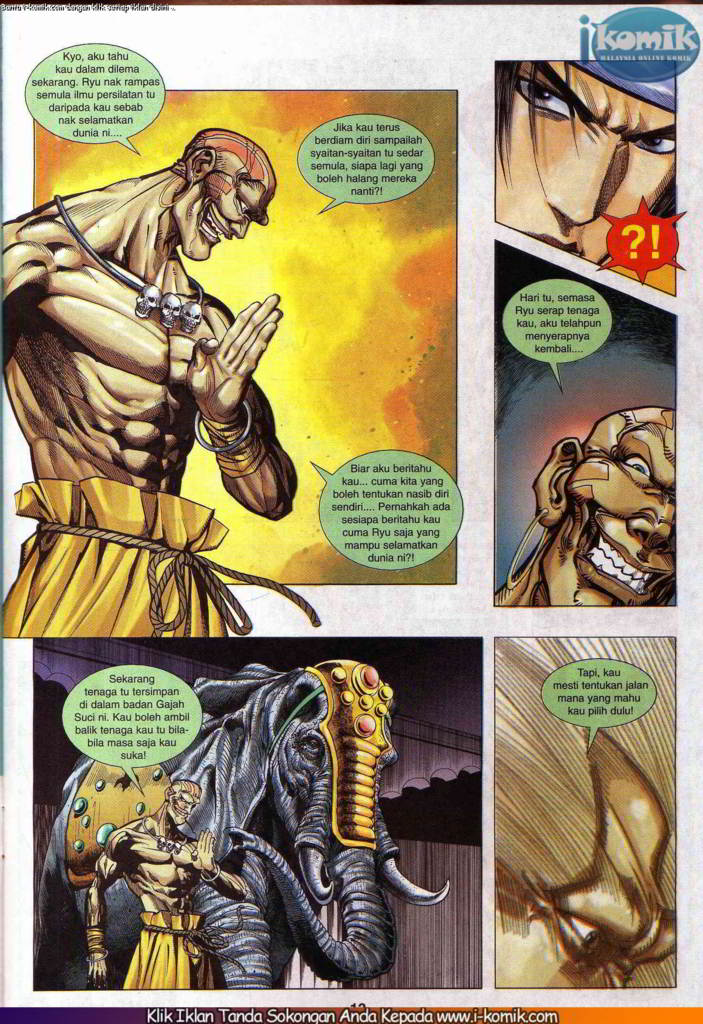 i komik
MALAYSIA ONLINE KOMIK
Kyo, aku tahu
kau dalam dilema
sekarang. Ryu nak rampas
semula ilmu persilatan tu
daripada kau sebab
nak selamatkan
dunia ni....
Jika kau terus
berdiam diri sampailah
syaitan-syaitan tu sedar
semula, siapa lagi yang
boleh halang mereka
nanti?!
?!
Hari tu, semasa
Ryu serap tenaga
kau, aku telahpun
menyerapnya
kembali....
Biar aku beritahu
kau... cuma kita yang
boleh tentukan nasib diri
sendiri.... Pernahkah ada
sesiapa beritahu kau
cuma Ryu saja yang
mampu selamatkan
dunia ni?!
Sekarang
tenaga tu tersimpan
di dalam badan Gajah
Suci ni. Kau boleh ambil
balik tenaga kau tu bila-
bila masa saja kau
suka!
Tapi, kau
mesti tentukan jalan
mana yang mahu
kau pilih dulu!
Klik Iklan Tanda Sokongan Anda Kepada www.i-komik.com